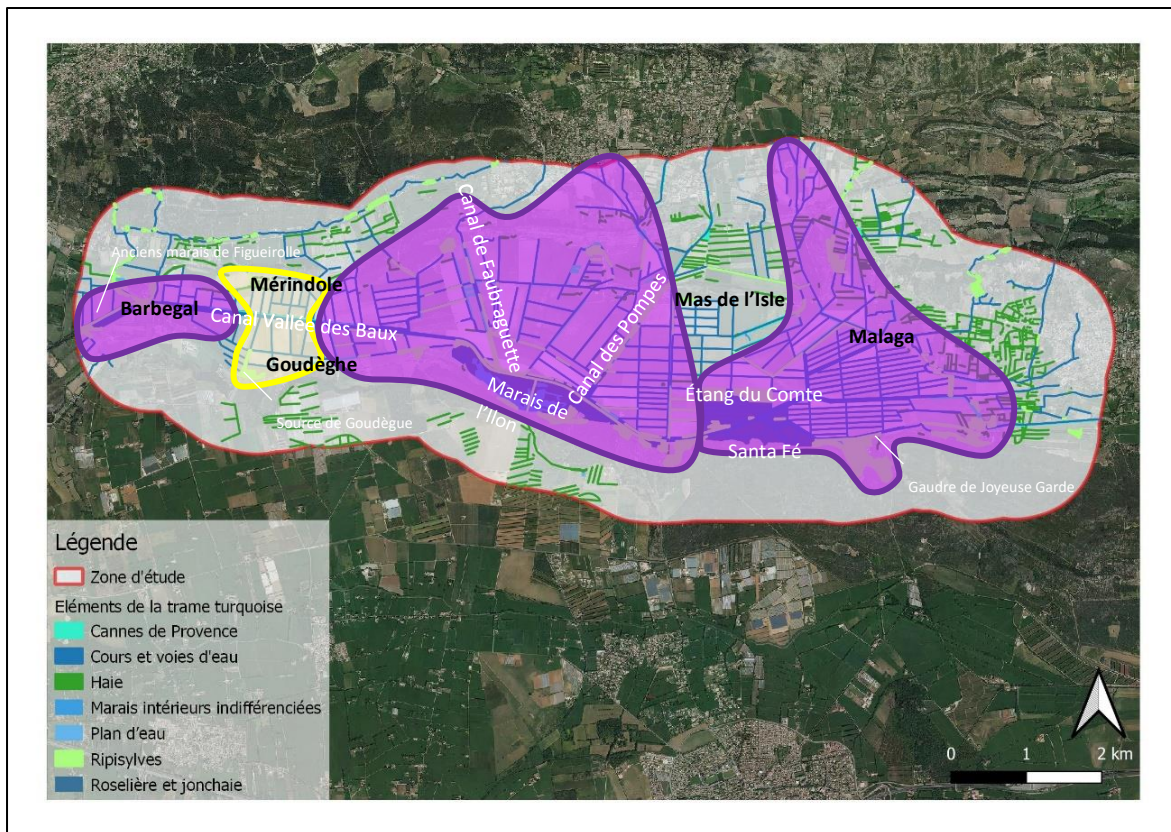 Anciens marais de Figueirolle
Barbegal
Mérindole
Canal Vallée des Baux
Goudèghe
Source de Goudègue
Canal de Faubraguette
Canal des Pompes
Marais de
l'Ilon
Mas de l'Isle
Malaga
Étang du Comte
Santa Fé
Gaudre de Joyeuse Garde
Légende
Zone d'étude
Eléments de la trame turquoise
Cannes de Provence
Cours et voies d'eau
Haie
Marais intérieurs indifférenciées
Plan d'eau
Ripisylves
Roselière et jonchaie
0 1 2 km